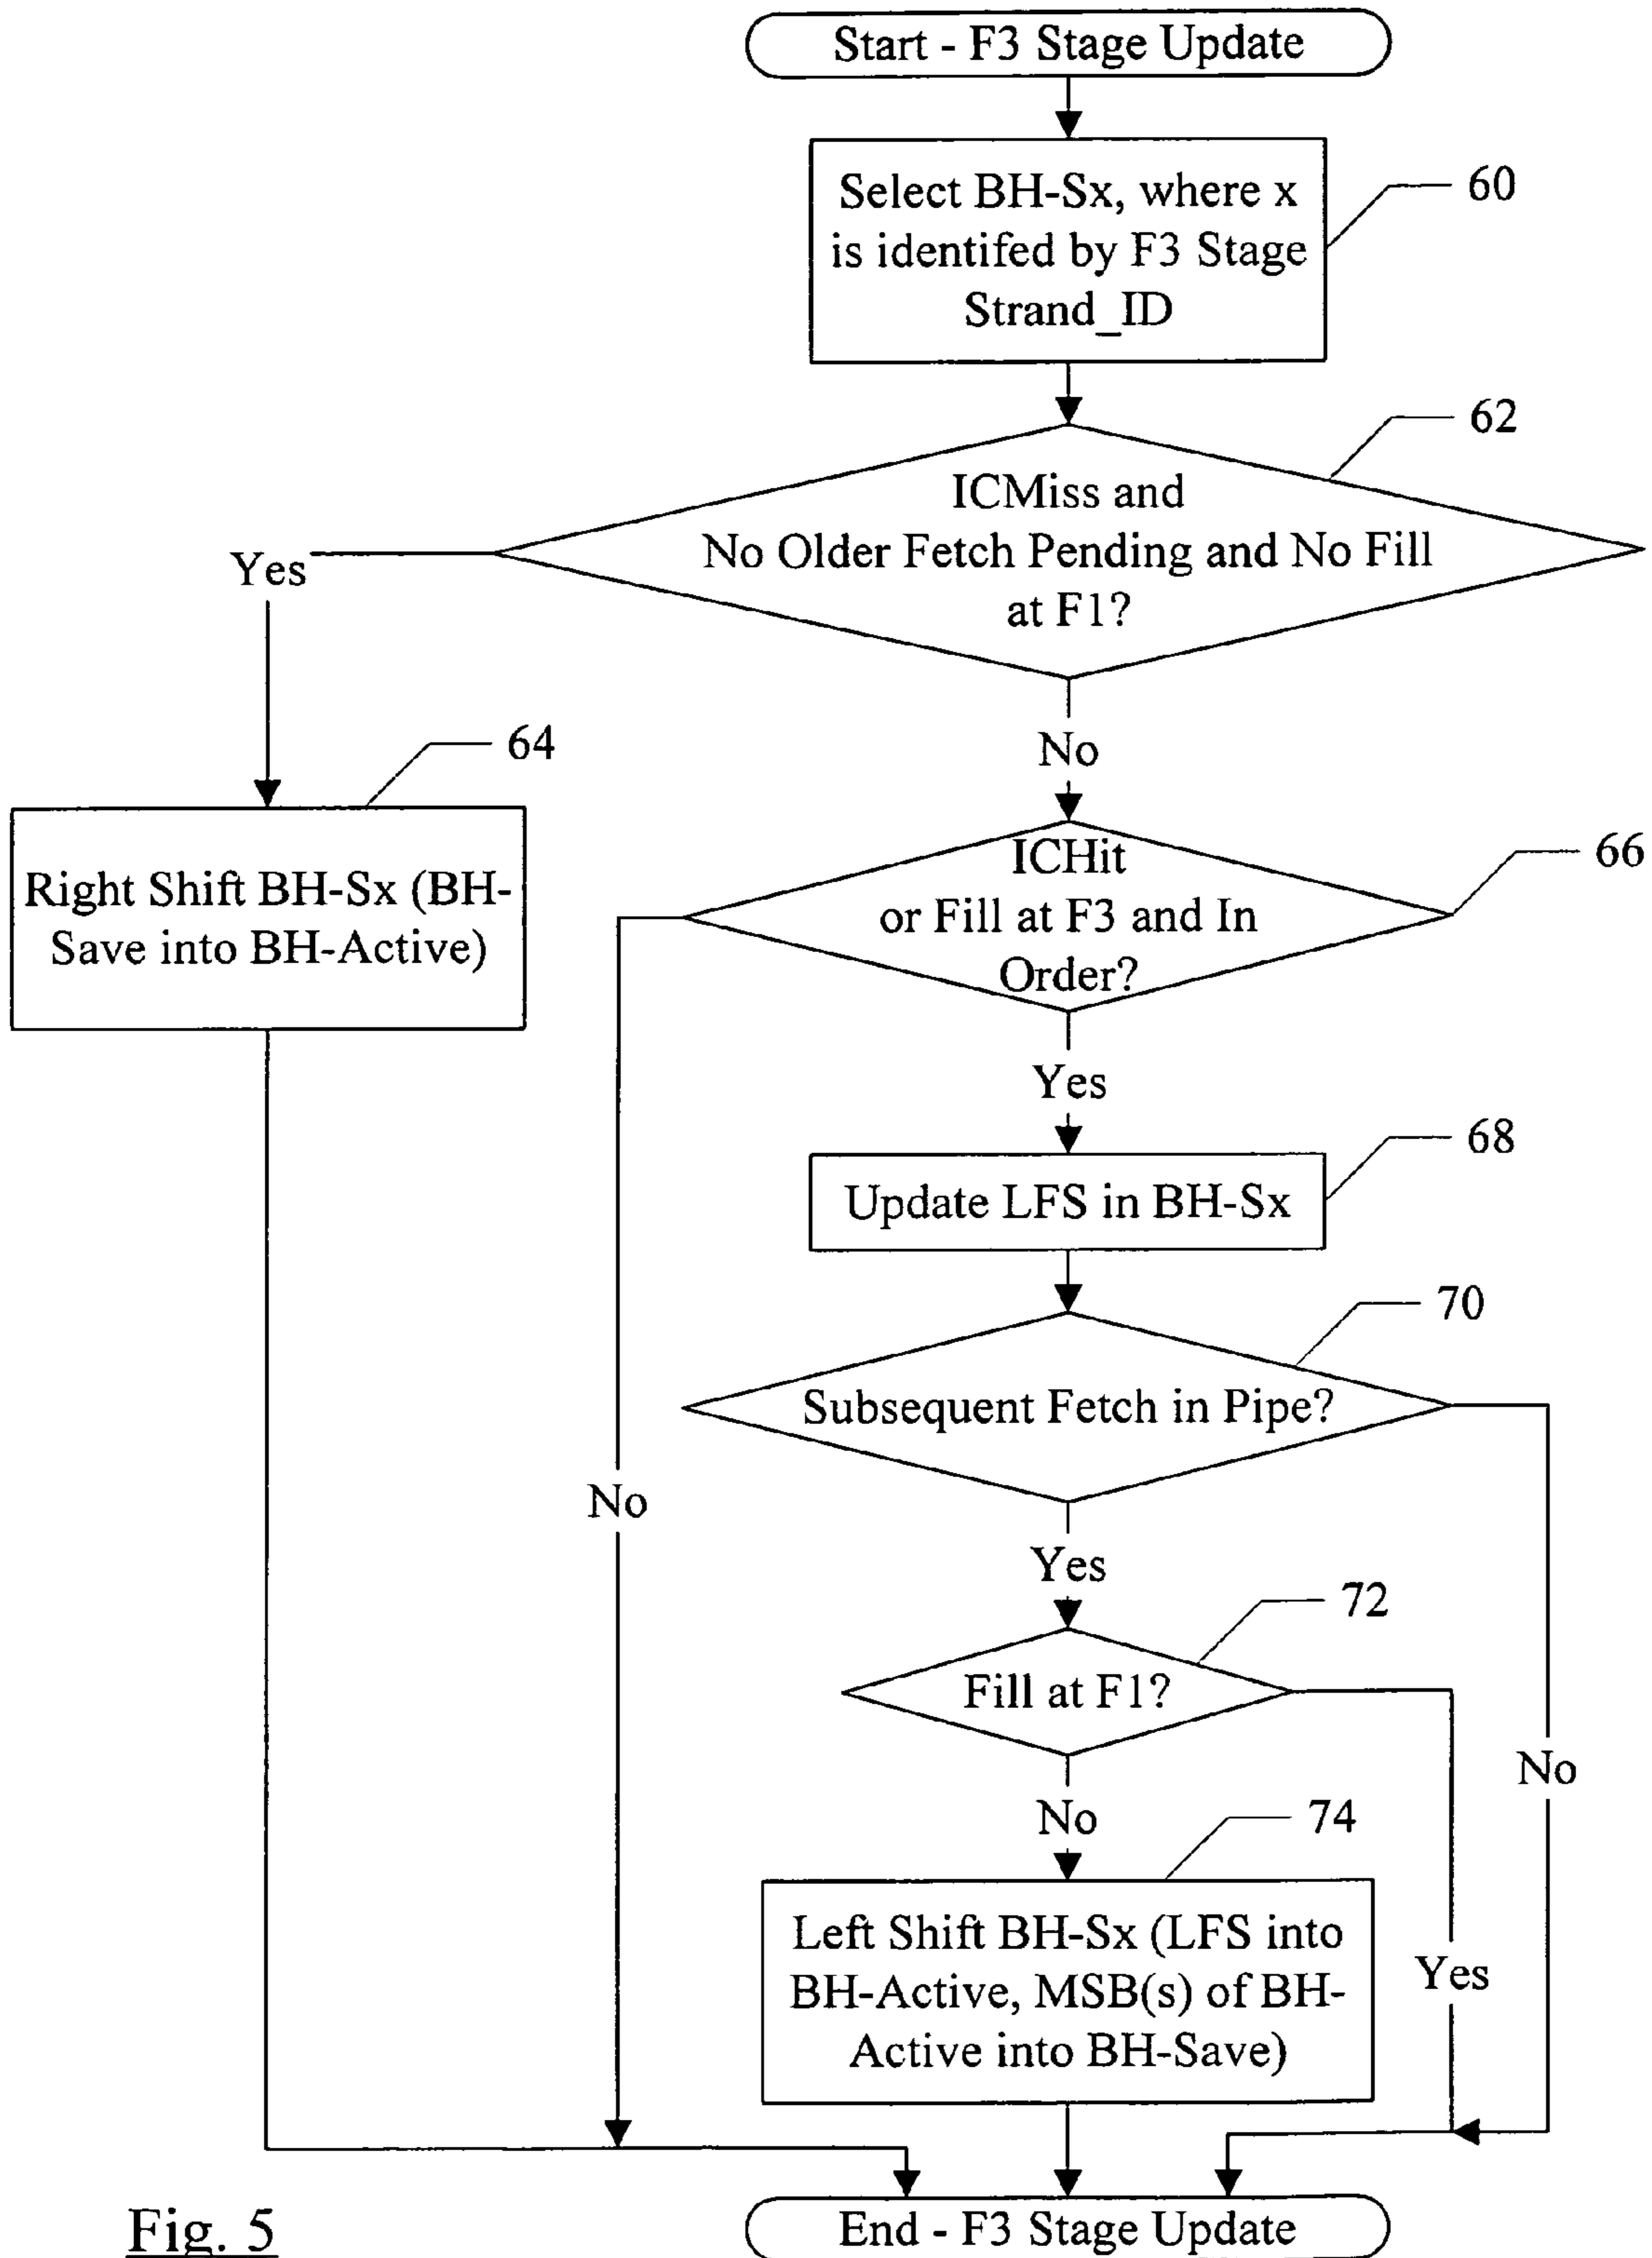 Start - F3 Stage Update
Select BH-Sx, where x
is identifed by F3 Stage
Strand_ID
60
ICMiss and
No Older Fetch Pending and No Fill
at F1?
62
Yes
No
64
Right Shift BH-Sx (BH-
Save into BH-Active)
ICHit
or Fill at F3 and In
Order?
66
Yes
No
68
Update LFS in BH-Sx
70
Subsequent Fetch in Pipe?
Yes
No
72
Fill at F1?
No
Yes
74
Left Shift BH-Sx (LFS into
BH-Active, MSB(s) of BH-
Active into BH-Save)
End - F3 Stage Update
Fig. 5